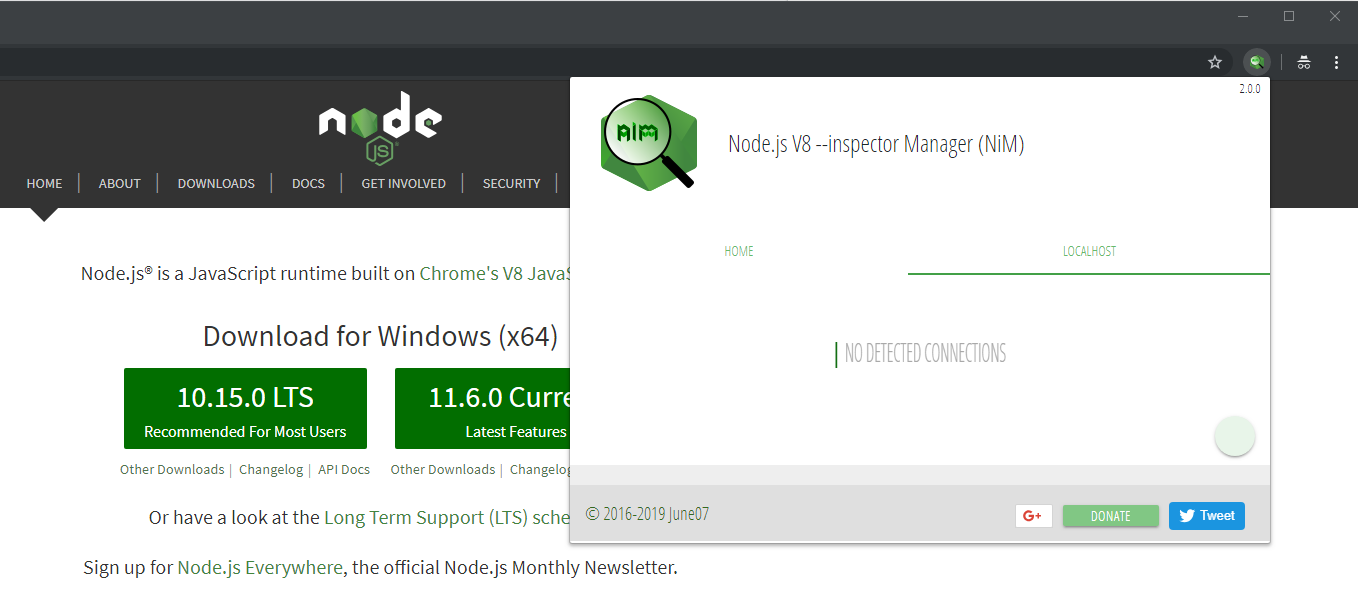 node
JS
HOME
ABOUT
DOWNLOADS
DOCS
GET INVOLVED
SECURITY
Node.js® is a JavaScript runtime built on Chrome's V8 JavaS
Download for Windows (x64)
10.15.0 LTS
Recommended For Most Users
11.6.0 Curre
Latest Features
Other Downloads | Changelog | API Docs
Other Downloads | Changelog
Or have a look at the Long Term Support (LTS) sche
Sign up for Node.js Everywhere, the official Node.js Monthly Newsletter.
2.0.0
NiM
Node.js V8 --inspector Manager (NiM)
HOME
LOCALHOST
NO DETECTED CONNECTIONS
© 2016-2019 June07
G+
DONATE
Tweet